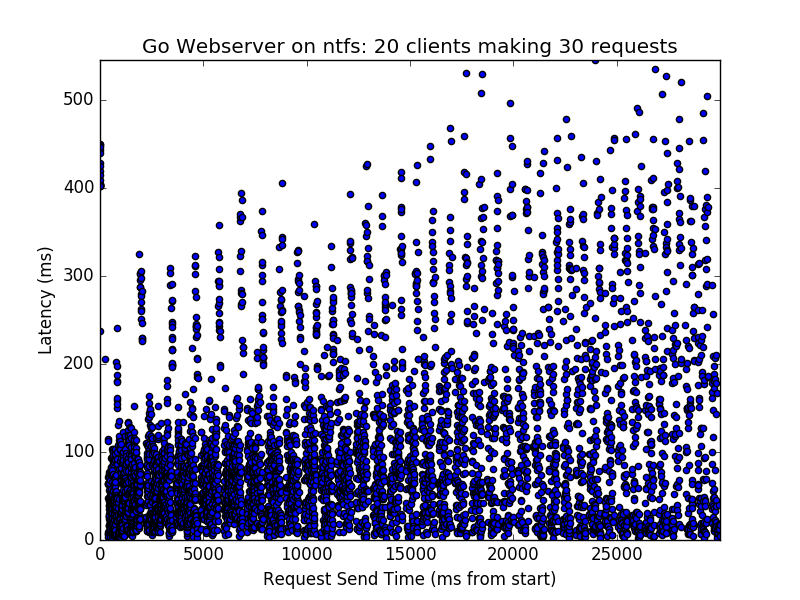 Go Webserver on ntfs: 20 clients making 30 requests
500
400
300
200
100
0
Latency (ms)
0 5000 10000 15000 20000 25000
Request Send Time (ms from start)